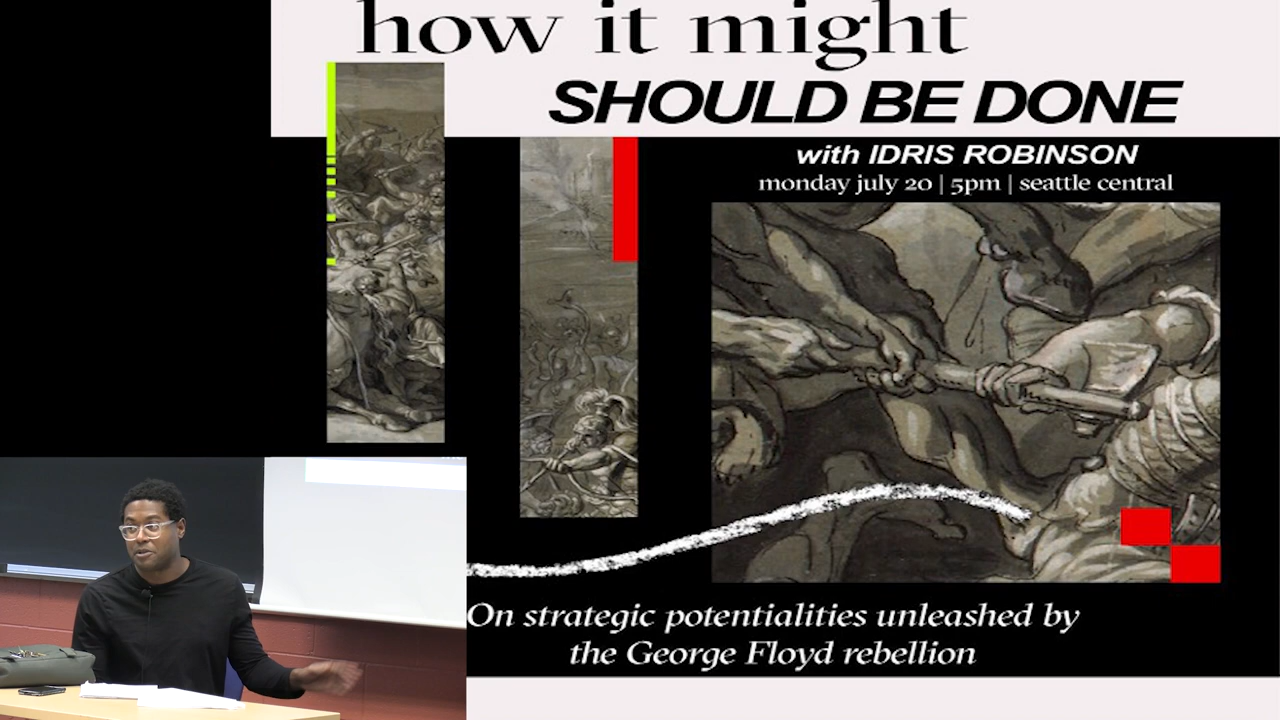 how it might
SHOULD BE DONE
with IDRIS ROBINSON
monday july 20 | 5pm | seattle central
On strategic potentialities unleashed by
the George Floyd rebellion